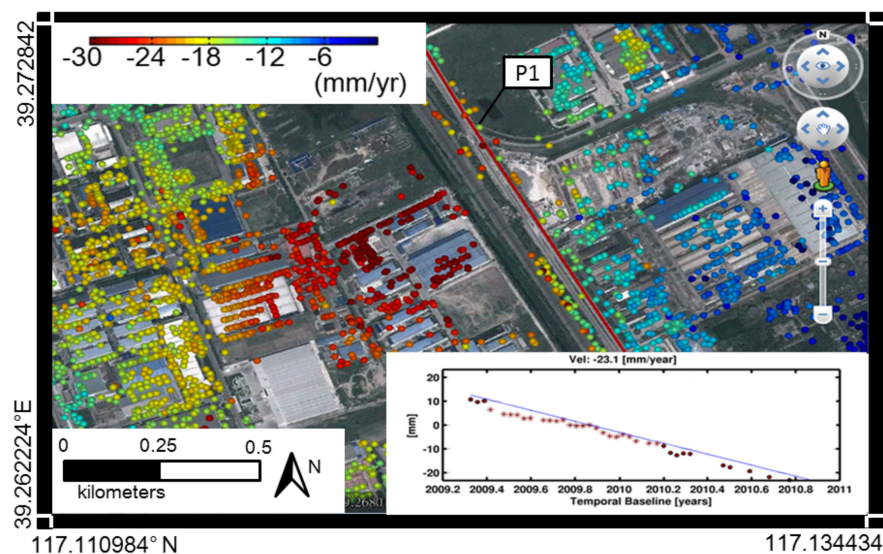 39.272842
-30 -24 -18 -12 -6
(mm/yr)
P1
N
Vel: -23.1 [mm/year]
20
10
0
-10
-20
[mm]
2009.2 2009.4 2009.6 2009.8 2010 2010.2 2010.4 2010.6 2010.8 2011
Temporal Baseline [years]
0 0.25 0.5
kilometers
N
39.262224°E
117.110984°N
117.134434